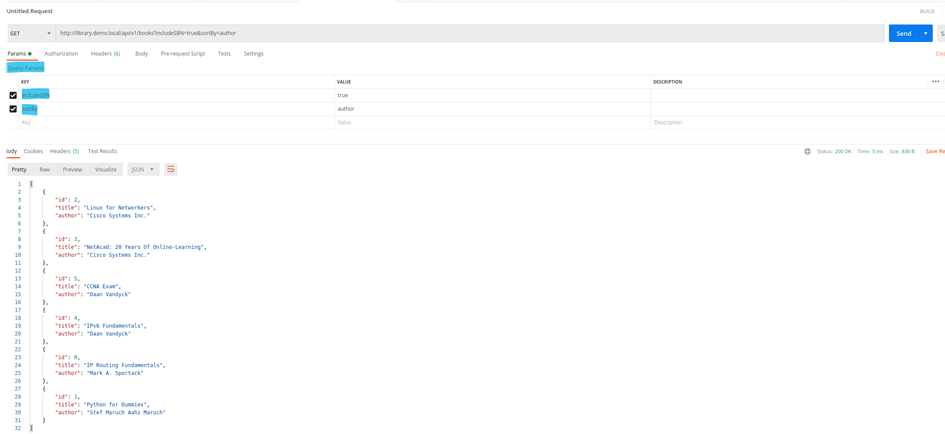 Untitled Request
BUILD
GET
http://library.demo.local/api/v1/books?includeISBN=true&sortBy=author
Send
Params
Authorization
Headers (6)
Body
Pre-request Script
Tests
Settings
Query Params
KEY
VALUE
DESCRIPTION
true
sortBy
author
Key
Value
Description
Cookies
Headers (5)
Test Results
Status: 200 OK
Time: 5 ms
Size: 836 B
Pretty
Raw
Preview
Visualize
JSON
1 [
2 {
3 "id": 2,
4 "title": "Linux for Networkers",
5 "author": "Cisco Systems Inc."
6 },
7 {
8 "id": 3,
9 "title": "NetAcad: 20 Years Of Online-Learning",
10 "author": "Cisco Systems Inc."
11 },
12 {
13 "id": 5,
14 "title": "CCNA Exam",
15 "author": "Daan Vandyck"
16 },
17 {
18 "id": 4,
19 "title": "IPv6 Fundamentals",
20 "author": "Daan Vandyck"
21 },
22 {
23 "id": 0,
24 "title": "IP Routing Fundamentals",
25 "author": "Mark A. Sportack"
26 },
27 {
28 "id": 1,
29 "title": "Python for Dummies",
30 "author": "Stef Maruch Aahz Maruch"
31 }
32 ]